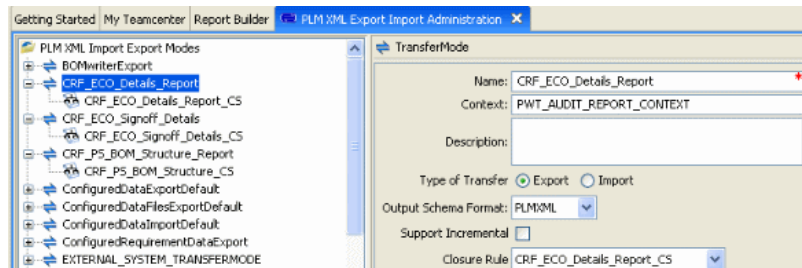 Getting Started My Teamcenter Report Builder PLM XML Export Import Administration
PLM XML Import Export Modes
BOMwriterExport
CRF_ECO_Details_Report
CRF_ECO_Details_Report_CS
CRF_ECO_Signoff_Details
CRF_ECO_Signoff_Details_CS
CRF_PS_BOM_Structure_Report
CRF_PS_BOM_Structure_CS
ConfiguredDataExportDefault
ConfiguredDataFilesExportDefault
ConfiguredDataImportDefault
ConfiguredRequirementDataExport
EXTERNAL_SYSTEM_TRANSFERMODE
TransferMode
Name: CRF_ECO_Details_Report *
Context: PWT_AUDIT_REPORT_CONTEXT
Description:
Type of Transfer Export Import
Output Schema Format: PLMXML
Support Incremental
Closure Rule CRF_ECO_Details_Report_CS